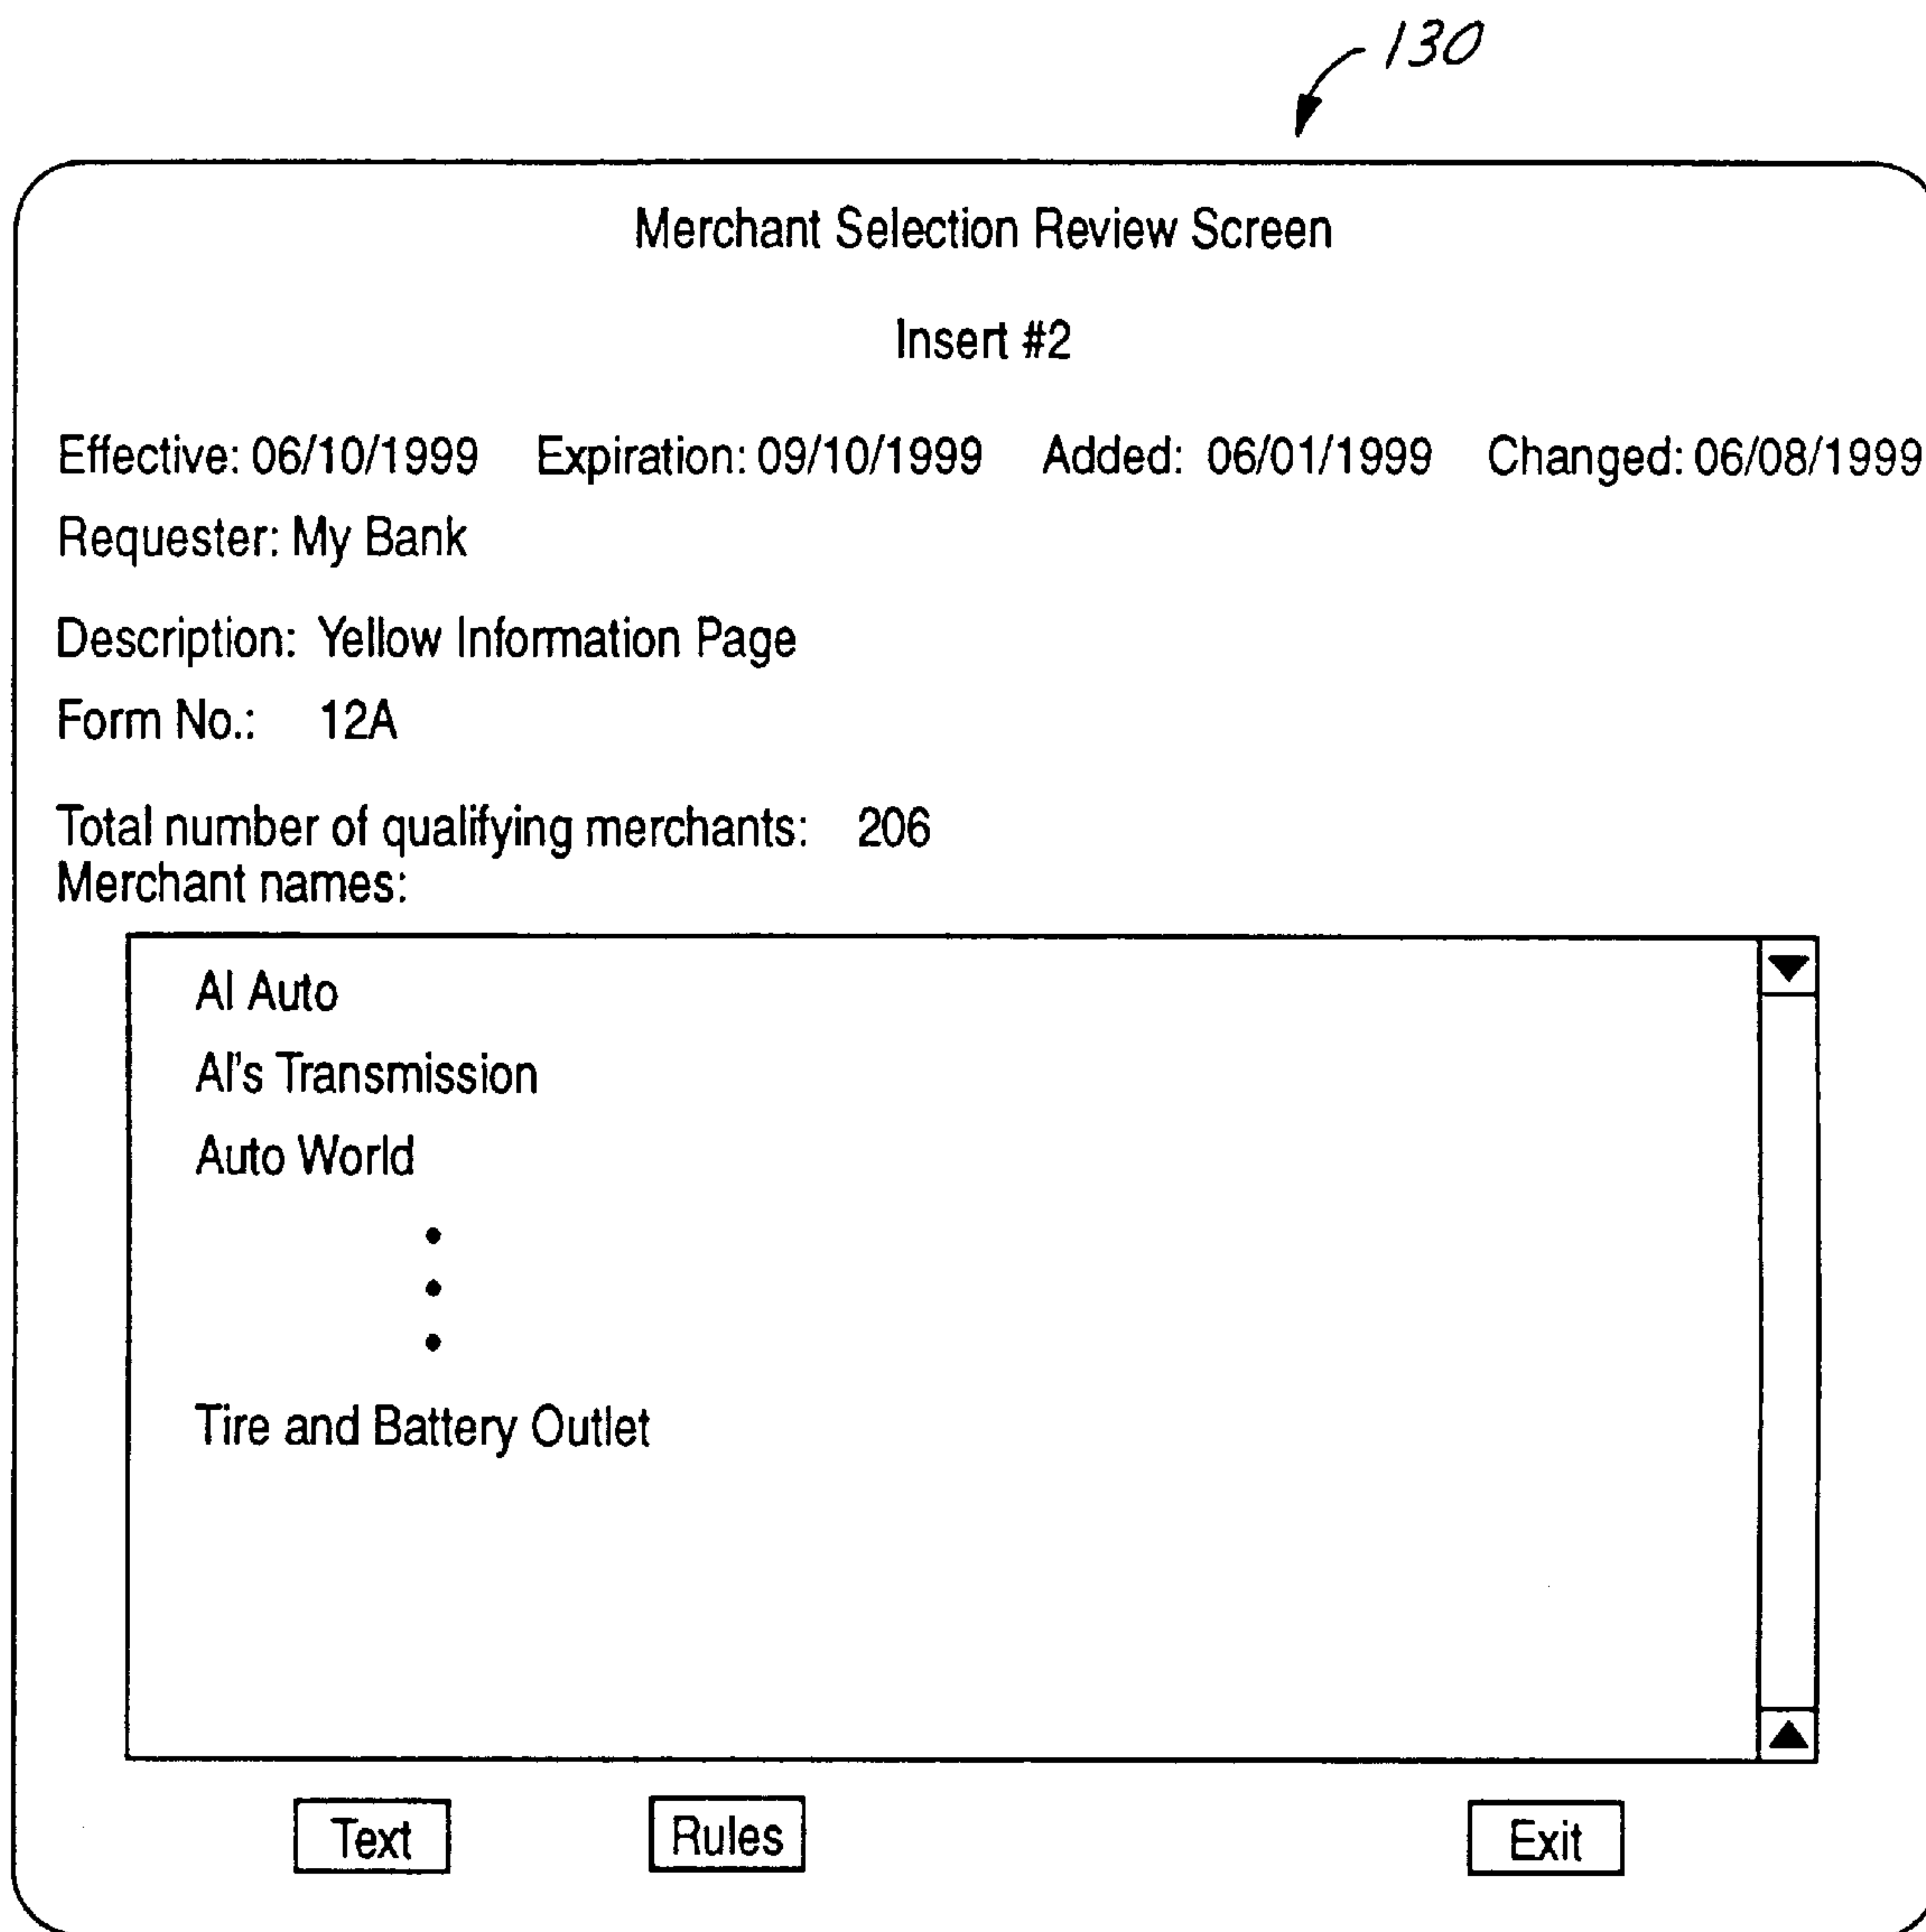 130
Merchant Selection Review Screen
Insert #2
Effective: 06/10/1999 Expiration: 09/10/1999 Added: 06/01/1999 Changed: 06/08/1999
Requester: My Bank
Description: Yellow Information Page
Form No.: 12A
Total number of qualifying merchants: 206
Merchant names:
Al Auto
Al's Transmission
Auto World
Tire and Battery Outlet
Text Rules Exit